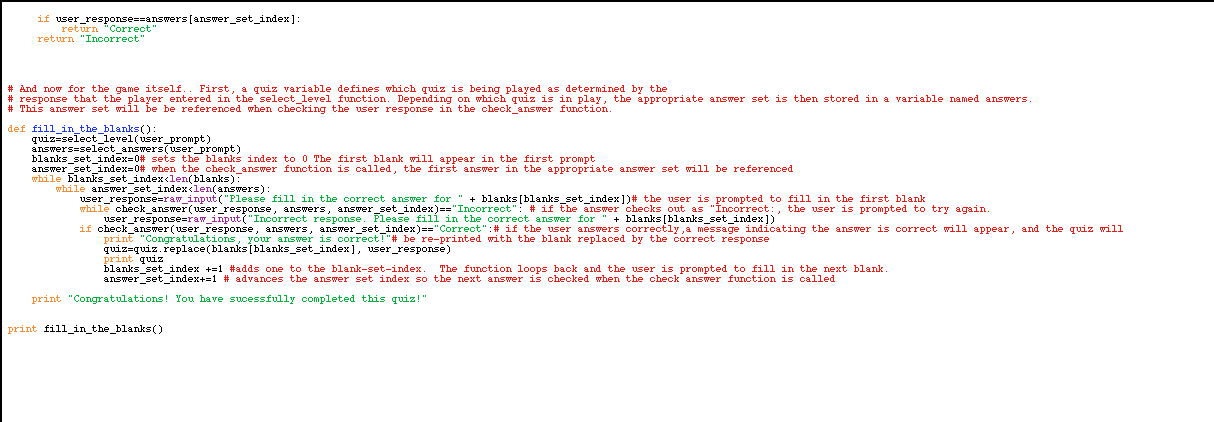 if user_response==answers[answer_set_index]:
return "Correct"
return "Incorrect"
# And now for the game itself.. First, a quiz variable defines which quiz is being played as determined by the
# response that the player entered in the select_level function. Depending on which quiz is in play, the appropriate answer set is then stored in a variable named answers.
# This answer set will be be referenced when checking the user response in the check_answer function.
def fill_in_the_blanks():
quiz=select_level(user_prompt)
answers=select_answers(user_prompt)
blanks_set_index=0# sets the blanks index to 0 The first blank will appear in the first prompt
answer_set_index=0# when the check_answer function is called, the first answer in the appropriate answer set will be referenced
while blanks_set_index<len(blanks):
while answer_set_index<len(answers):
user_response=raw_input("Please fill in the correct answer for " + blanks[blanks_set_index])# the user is prompted to fill in the first blank
while check_answer(user_response, answers, answer_set_index)=="Incorrect": # if the answer checks out as "Incorrect:, the user is prompted to try again.
user_response=raw_input("Incorrect response. Please fill in the correct answer for " + blanks[blanks_set_index])
if check_answer(user_response, answers, answer_set_index)=="Correct":# if the user answers correctly,a message indicating the answer is correct will appear, and the quiz will
print "Congratulations, your answer is correct!"# be re-printed with the blank replaced by the correct response
quiz=quiz.replace(blanks[blanks_set_index], user_response)
print quiz
blanks_set_index +=1 #adds one to the blank-set-index.  The function loops back and the user is prompted to fill in the next blank.
answer_set_index+=1 # advances the answer set index so the next answer is checked when the check answer function is called
print "Congratulations! You have sucessfully completed this quiz!"
print fill_in_the_blanks()